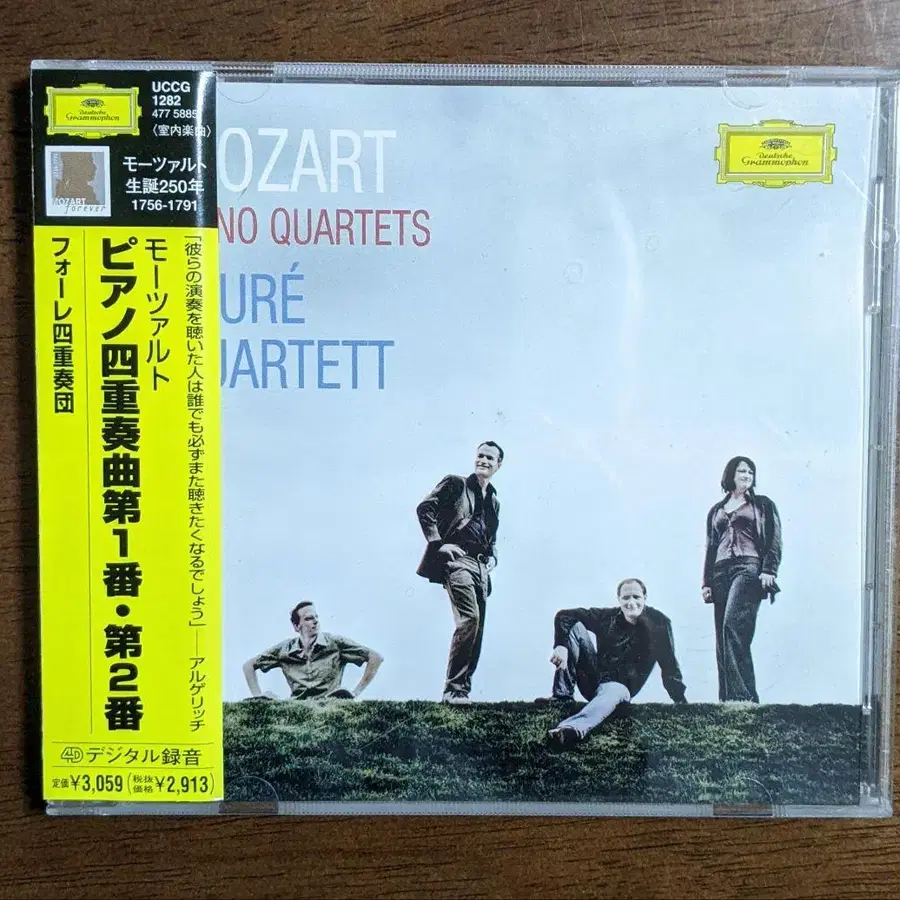 Deutsche
Grammophon
UCCG
1282
477 5885
〈室内楽曲〉
MOZART
forever
モーツァルト
生誕250年
1756-1791
「彼らの演奏を聴いた人は誰でも必ずまた聴きたくなるでしょう」——アルゲリッチ
モーツァルト
ピアノ四重奏曲第1番・第2番
フォーレ四重奏団
4D デジタル録音
定価¥3,059(税抜価格¥2,913)
OZART
NO QUARTETS
URÉ
UARTETT
Deutsche
Grammophon